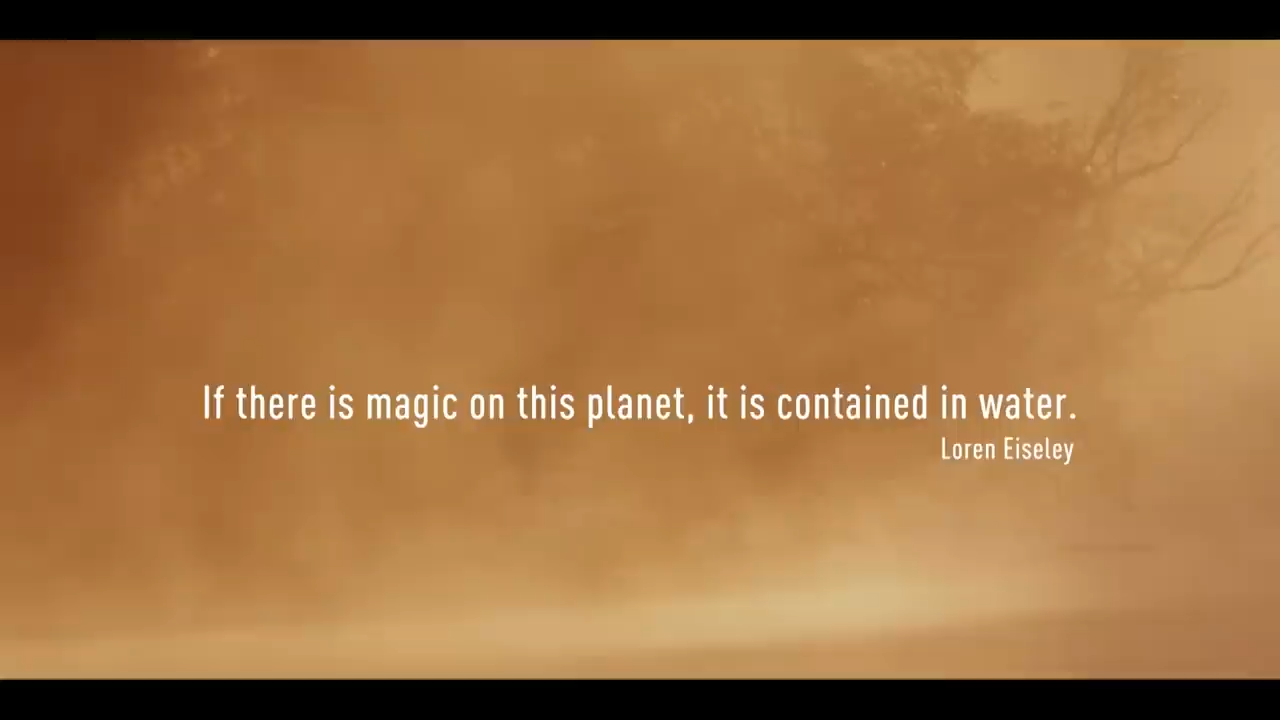 If there is magic on this planet, it is contained in water.
Loren Eiseley